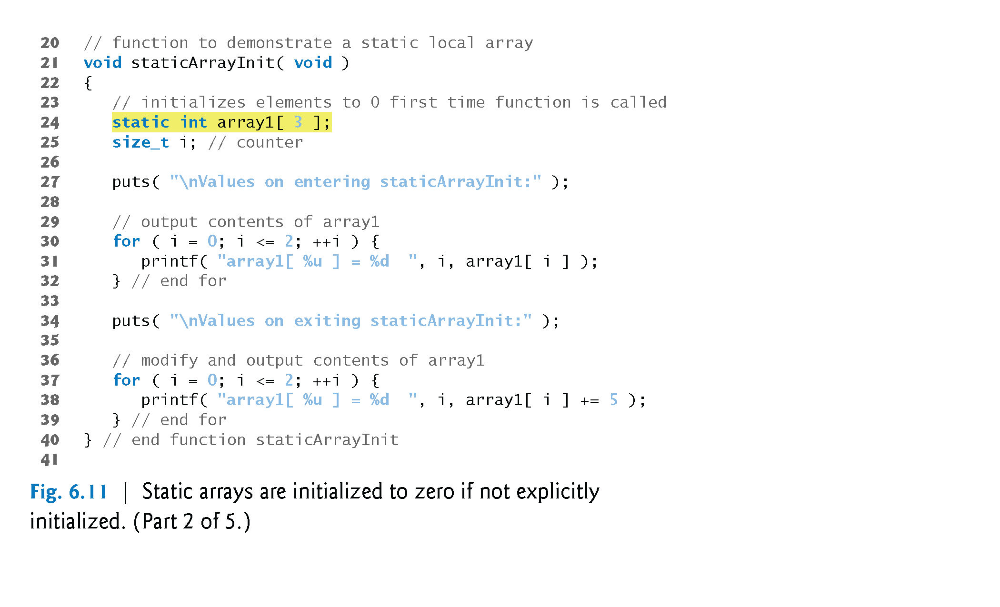 20 // function to demonstrate a static local array
21 void staticArrayInit( void )
22 {
23    // initializes elements to 0 first time function is called
24    static int array1[ 3 ];
25    size_t i; // counter
26
27    puts( "\nValues on entering staticArrayInit:" );
28
29    // output contents of array1
30    for ( i = 0; i <= 2; ++i ) {
31       printf( "array1[ %u ] = %d  ", i, array1[ i ] );
32    } // end for
33
34    puts( "\nValues on exiting staticArrayInit:" );
35
36    // modify and output contents of array1
37    for ( i = 0; i <= 2; ++i ) {
38       printf( "array1[ %u ] = %d  ", i, array1[ i ] += 5 );
39    } // end for
40 } // end function staticArrayInit
41
Fig. 6.11 | Static arrays are initialized to zero if not explicitly
initialized. (Part 2 of 5.)